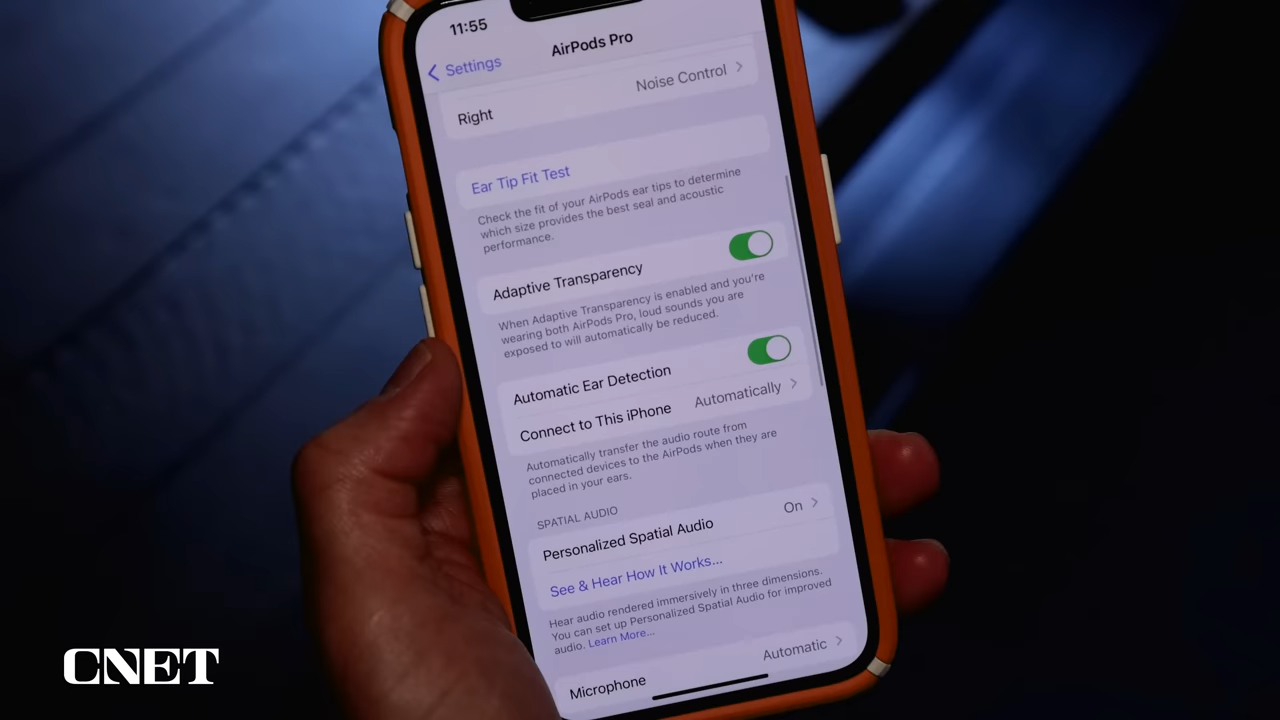 11:55
AirPods Pro
Settings
Right Noise Control
Ear Tip Fit Test
Check the fit of your AirPods ear tips to determine
which size provides the best seal and acoustic
performance.
Adaptive Transparency
When Adaptive Transparency is enabled and you're
wearing both AirPods Pro, loud sounds you are
exposed to will automatically be reduced.
Automatic Ear Detection
Connect to This iPhone Automatically
Automatically transfer the audio route from
connected devices to the AirPods when they are
placed in your ears.
SPATIAL AUDIO
Personalized Spatial Audio On
See & Hear How It Works...
Hear audio rendered immersively in three dimensions.
You can set up Personalized Spatial Audio for improved
audio. Learn More...
Microphone Automatic
CNET